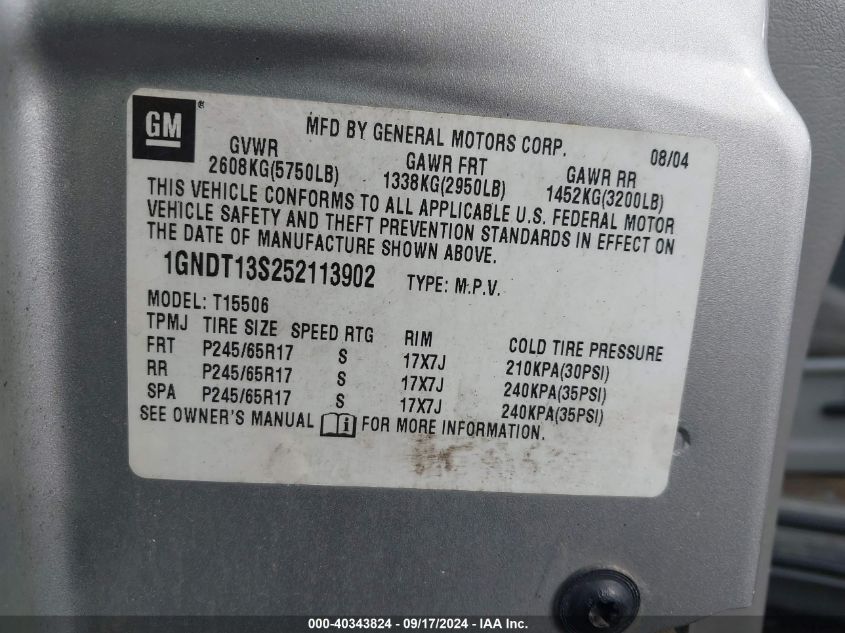 GM®
MFD BY GENERAL MOTORS CORP. 08/04
GVWR GAWR FRT GAWR RR
2608KG(5750LB) 1338KG(2950LB) 1452KG(3200LB)
THIS VEHICLE CONFORMS TO ALL APPLICABLE U.S. FEDERAL MOTOR
VEHICLE SAFETY AND THEFT PREVENTION STANDARDS IN EFFECT ON
THE DATE OF MANUFACTURE SHOWN ABOVE.
1GNDT13S252113902 TYPE: M.P.V.
MODEL: T15506
TPMJ TIRE SIZE SPEED RTG RIM COLD TIRE PRESSURE
FRT P245/65R17 S 17X7J 210KPA(30PSI)
RR P245/65R17 S 17X7J 240KPA(35PSI)
SPA P245/65R17 S 17X7J 240KPA(35PSI)
SEE OWNER'S MANUAL FOR MORE INFORMATION.
000-40343824 - 09/17/2024 - IAA Inc.